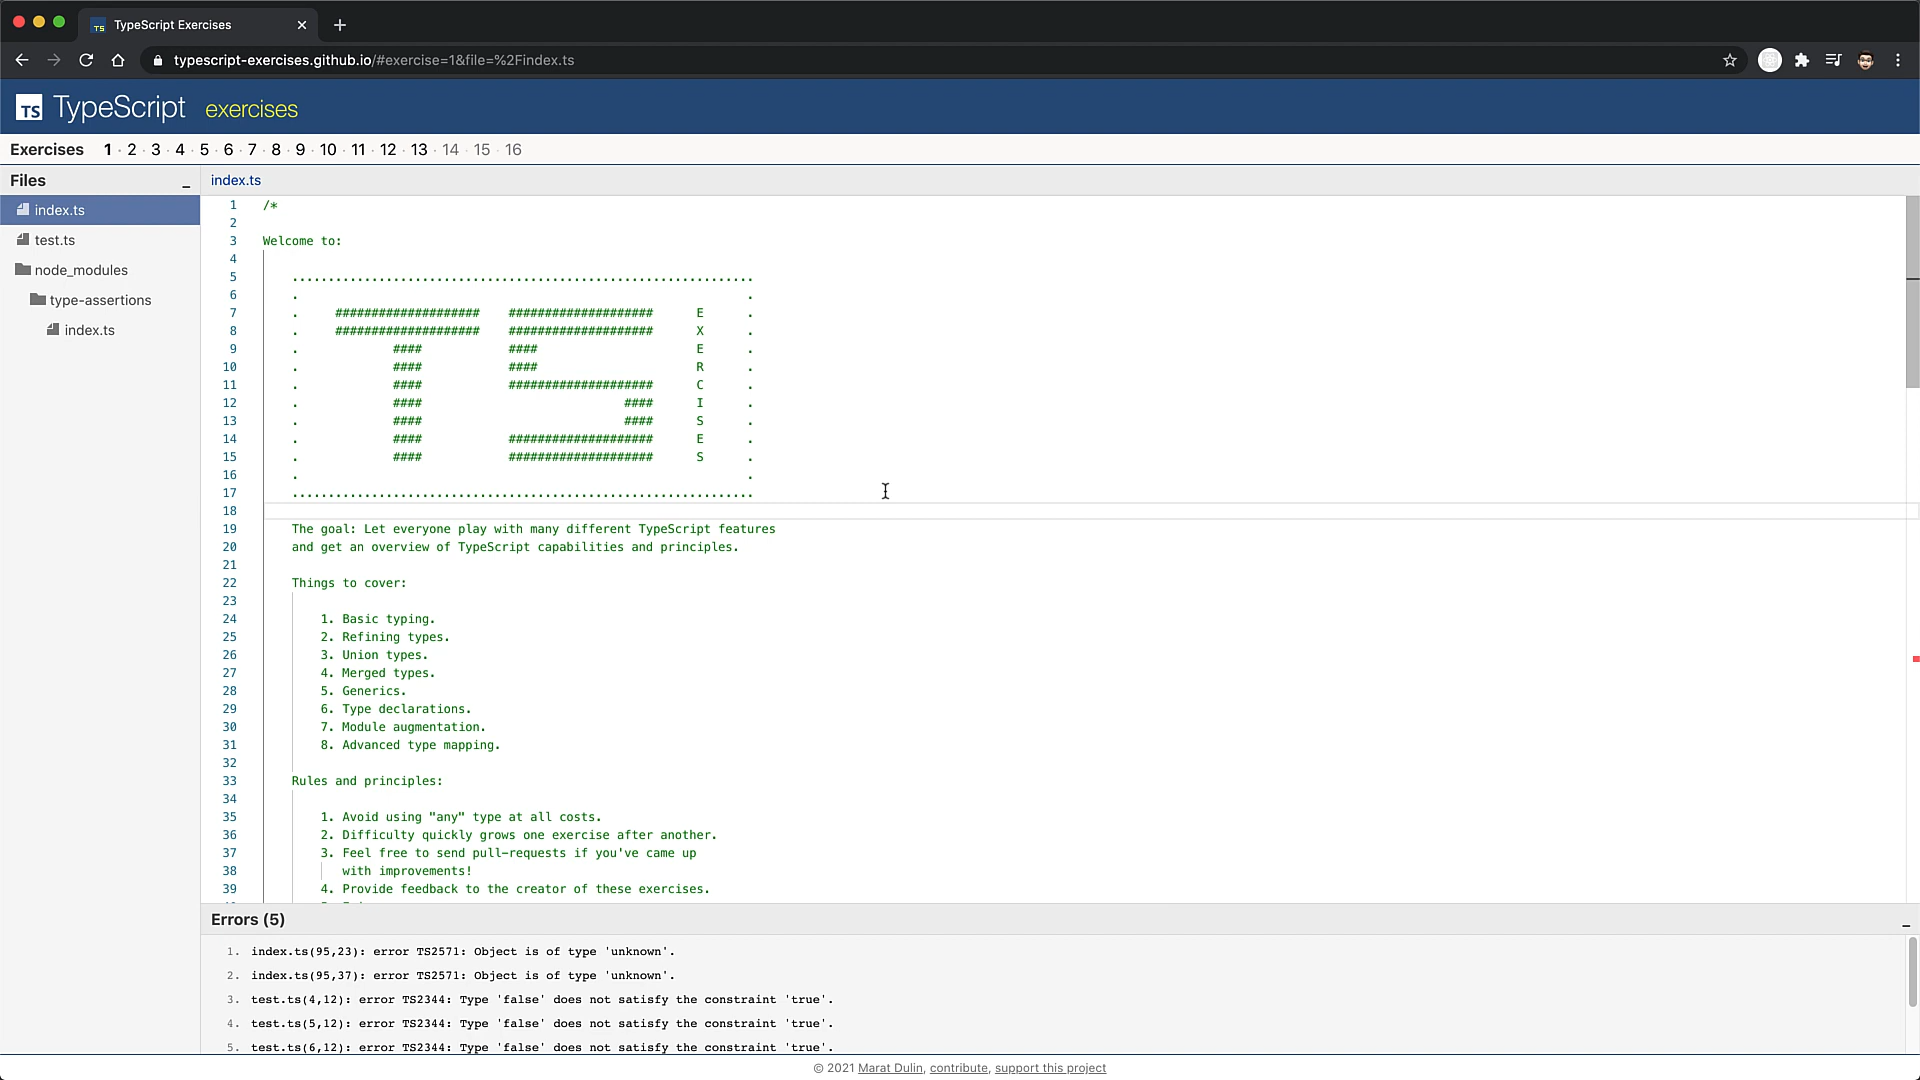 TS TypeScript Exercises
typescript-exercises.github.io/#exercise=1&file=%2Findex.ts
TS TypeScript exercises
Exercises 1 · 2 · 3 · 4 · 5 · 6 · 7 · 8 · 9 · 10 · 11 · 12 · 13 · 14 · 15 · 16
Files
index.ts
test.ts
node_modules
type-assertions
index.ts
index.ts
1 /*
2
3 Welcome to:
4
5 ................................................................
6 . .
7 . #################### #################### E .
8 . #################### #################### X .
9 . #### #### E .
10 . #### #### R .
11 . #### #################### C .
12 . #### #### I .
13 . #### #### S .
14 . #### #################### E .
15 . #### #################### S .
16 . .
17 ................................................................
18
19 The goal: Let everyone play with many different TypeScript features
20 and get an overview of TypeScript capabilities and principles.
21
22 Things to cover:
23
24 1. Basic typing.
25 2. Refining types.
26 3. Union types.
27 4. Merged types.
28 5. Generics.
29 6. Type declarations.
30 7. Module augmentation.
31 8. Advanced type mapping.
32
33 Rules and principles:
34
35 1. Avoid using "any" type at all costs.
36 2. Difficulty quickly grows one exercise after another.
37 3. Feel free to send pull-requests if you've came up
38 with improvements!
39 4. Provide feedback to the creator of these exercises.
Errors (5)
1. index.ts(95,23): error TS2571: Object is of type 'unknown'.
2. index.ts(95,37): error TS2571: Object is of type 'unknown'.
3. test.ts(4,12): error TS2344: Type 'false' does not satisfy the constraint 'true'.
4. test.ts(5,12): error TS2344: Type 'false' does not satisfy the constraint 'true'.
5. test.ts(6,12): error TS2344: Type 'false' does not satisfy the constraint 'true'.
© 2021 Marat Dulin, contribute, support this project